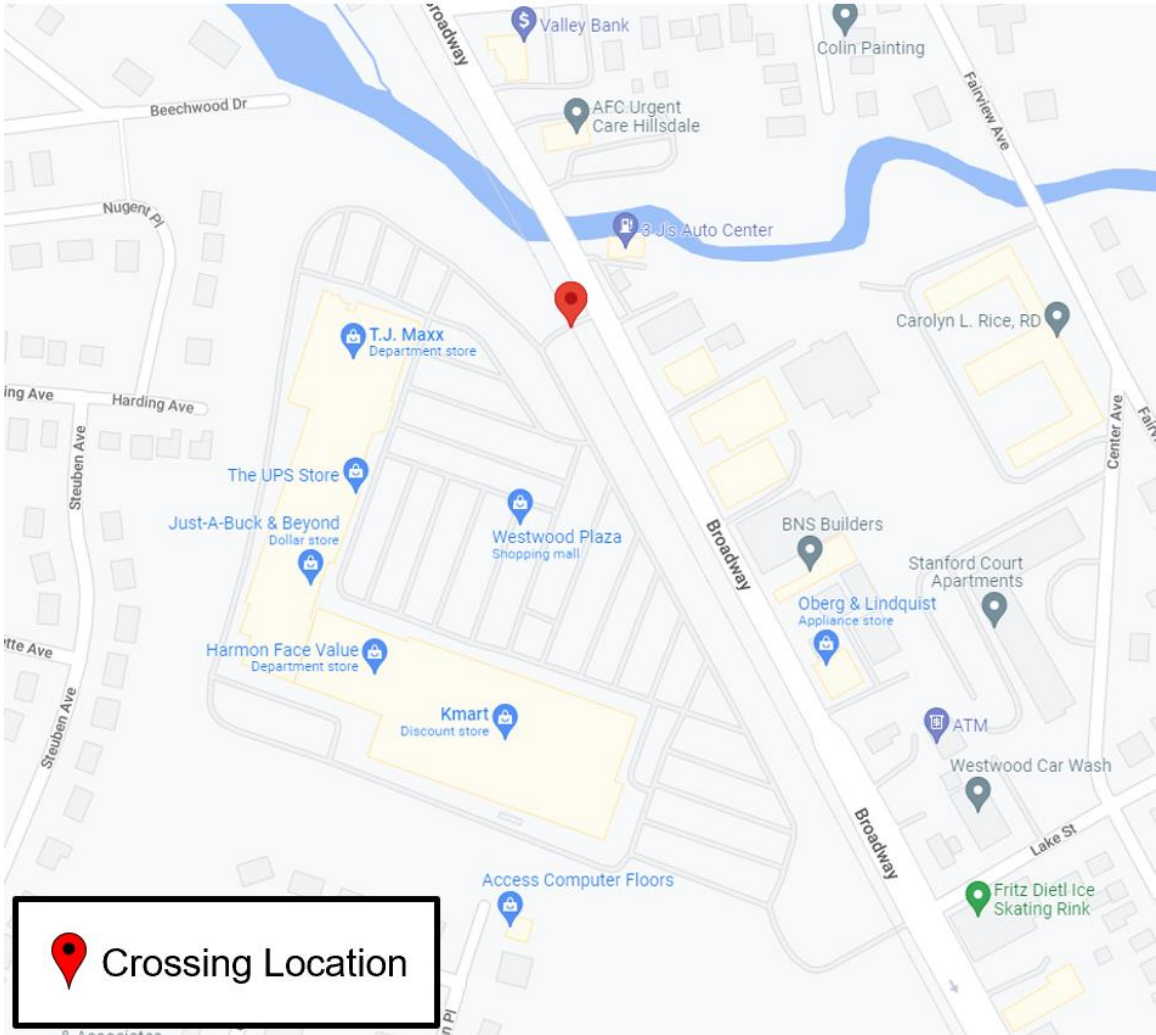 Broadway
Valley Bank
Colin Painting
Beechwood Dr
AFC Urgent
Care Hillsdale
Fairview Ave
Nugent Pl
3 J's Auto Center
Carolyn L. Rice, RD
T.J. Maxx
Department store
ing Ave
Harding Ave
Center Ave
Steuben Ave
The UPS Store
Just-A-Buck & Beyond
Dollar store
Westwood Plaza
Shopping mall
Broadway
BNS Builders
Stanford Court
Apartments
Oberg & Lindquist
Appliance store
Harmon Face Value
Department store
Kmart
Discount store
Steuben Ave
ATM
Westwood Car Wash
Broadway
Lake St
Access Computer Floors
Fritz Dietl Ice
Skating Rink
Crossing Location